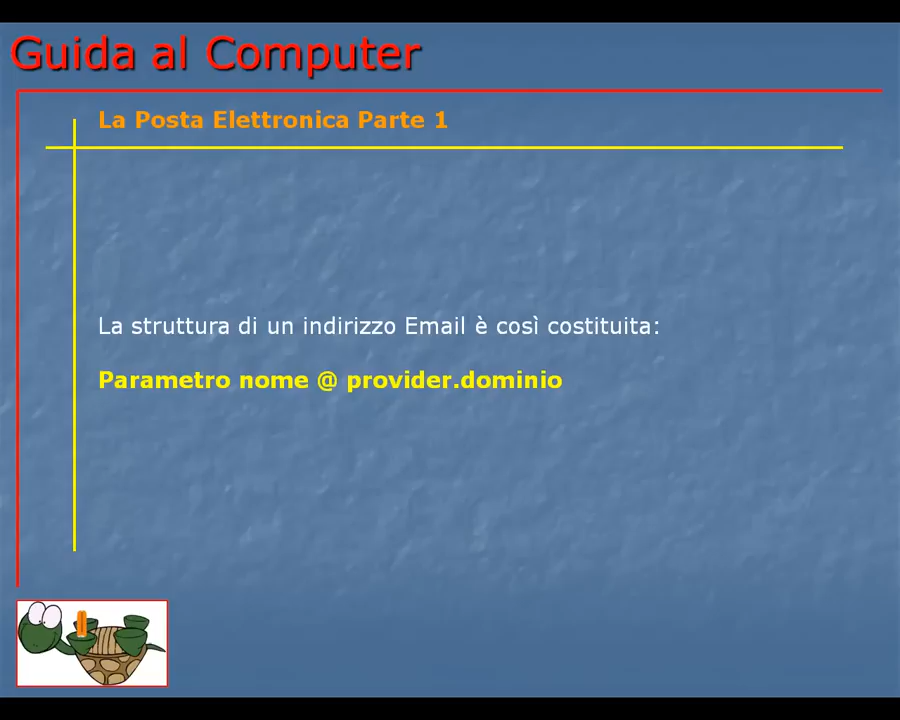 Guida al Computer
La Posta Elettronica Parte 1
La struttura di un indirizzo Email è così costituita:
Parametro nome @ provider.dominio